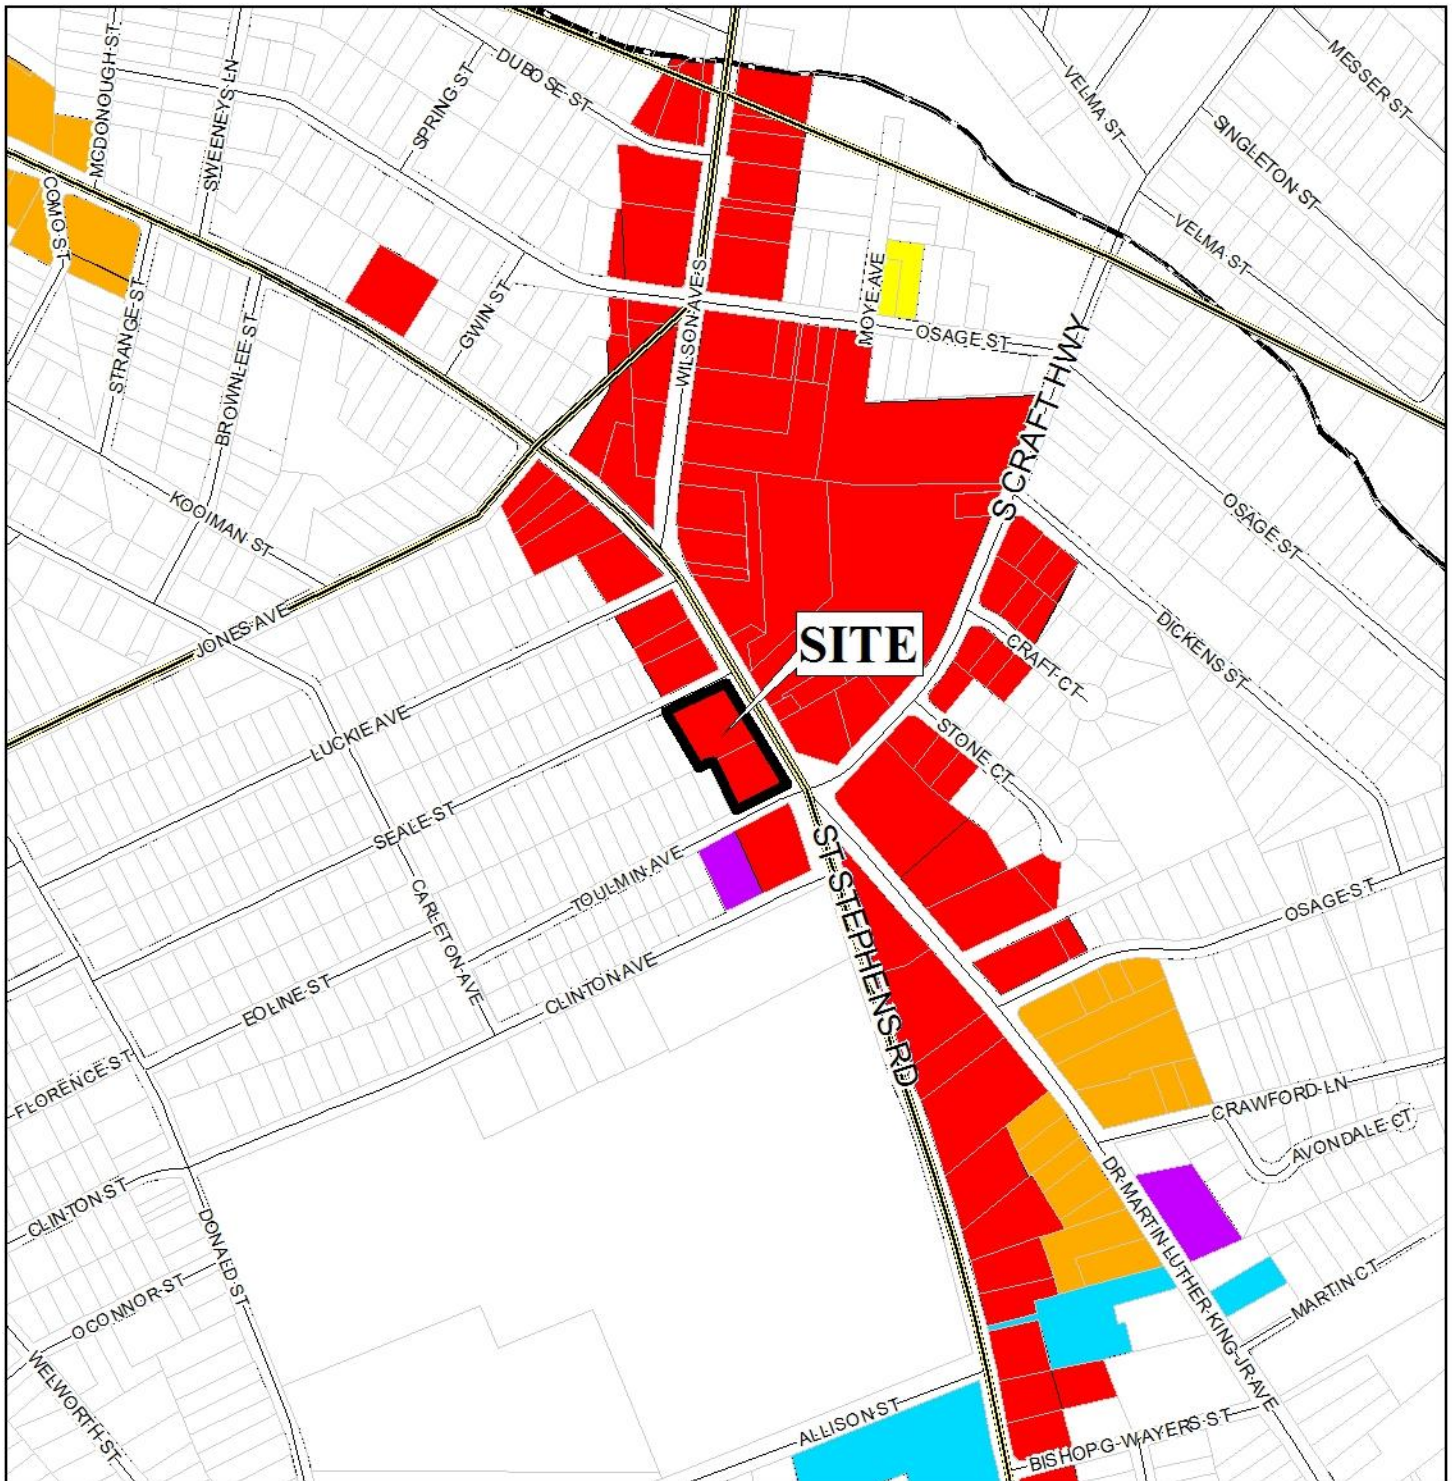 MESSER ST
DUBOSE ST
MCDONOUGH ST
SWEENEYS LN
SPRING ST
VELMA ST
SINGLETON ST
COMO ST
VELMA ST
STRANGE ST
BROWNLEE ST
GWIN ST
WILSON AVE S
MOYE AVE
OSAGE ST
S CRAFT HWY
KOOIMAN ST
OSAGE ST
JONES AVE
SITE
CRAFT CT
DICKENS ST
LUCKIE AVE
STONE CT
SEALE ST
TOULMIN AVE
ST STEPHENS RD
CARLETON AVE
OSAGE ST
EOLINE ST
CLINTON AVE
FLORENCE ST
CRAWFORD LN
AVONDALE CT
CLINTON ST
DONALD ST
DR MARTIN LUTHER KING JR AVE
MARTIN CT
OCONNOR ST
WELWORTH ST
ALLISON ST
BISHOP G WAYERS ST